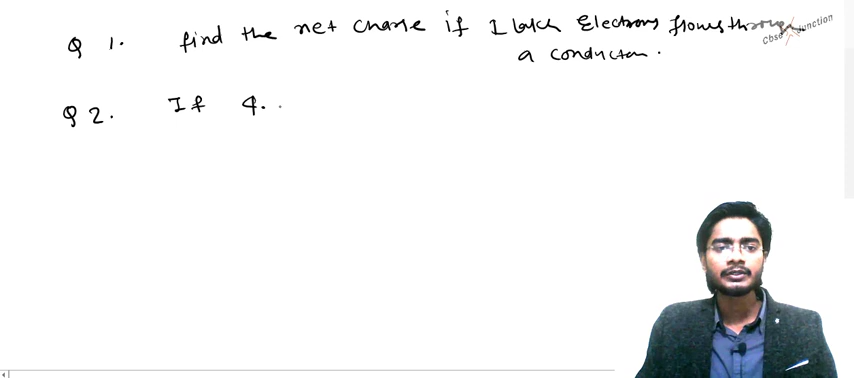 Q 1. find the net charge if 1 lakh Electrons flows through
Cbse Junction
a conductor.
Q 2. If 4.